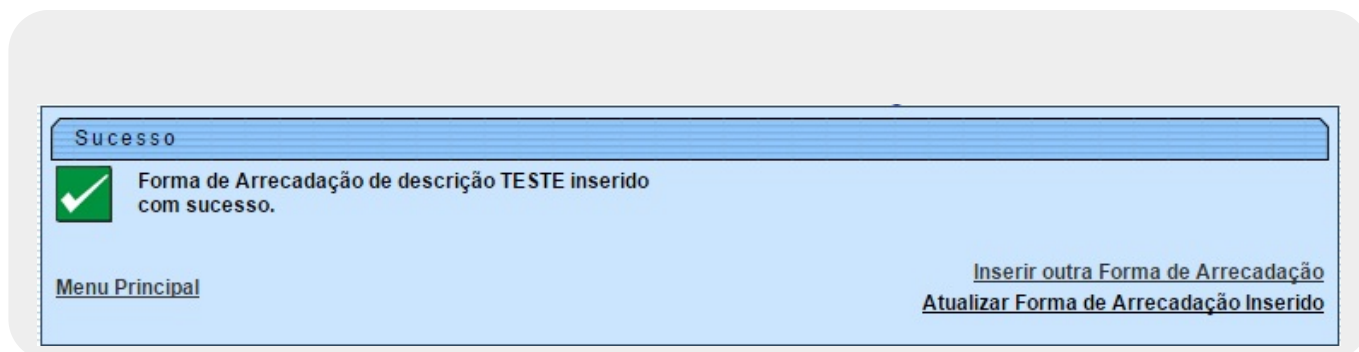 Sucesso
Forma de Arrecadação de descrição TESTE inserido
com sucesso.
Inserir outra Forma de Arrecadação
Menu Principal
Atualizar Forma de Arrecadação Inserido